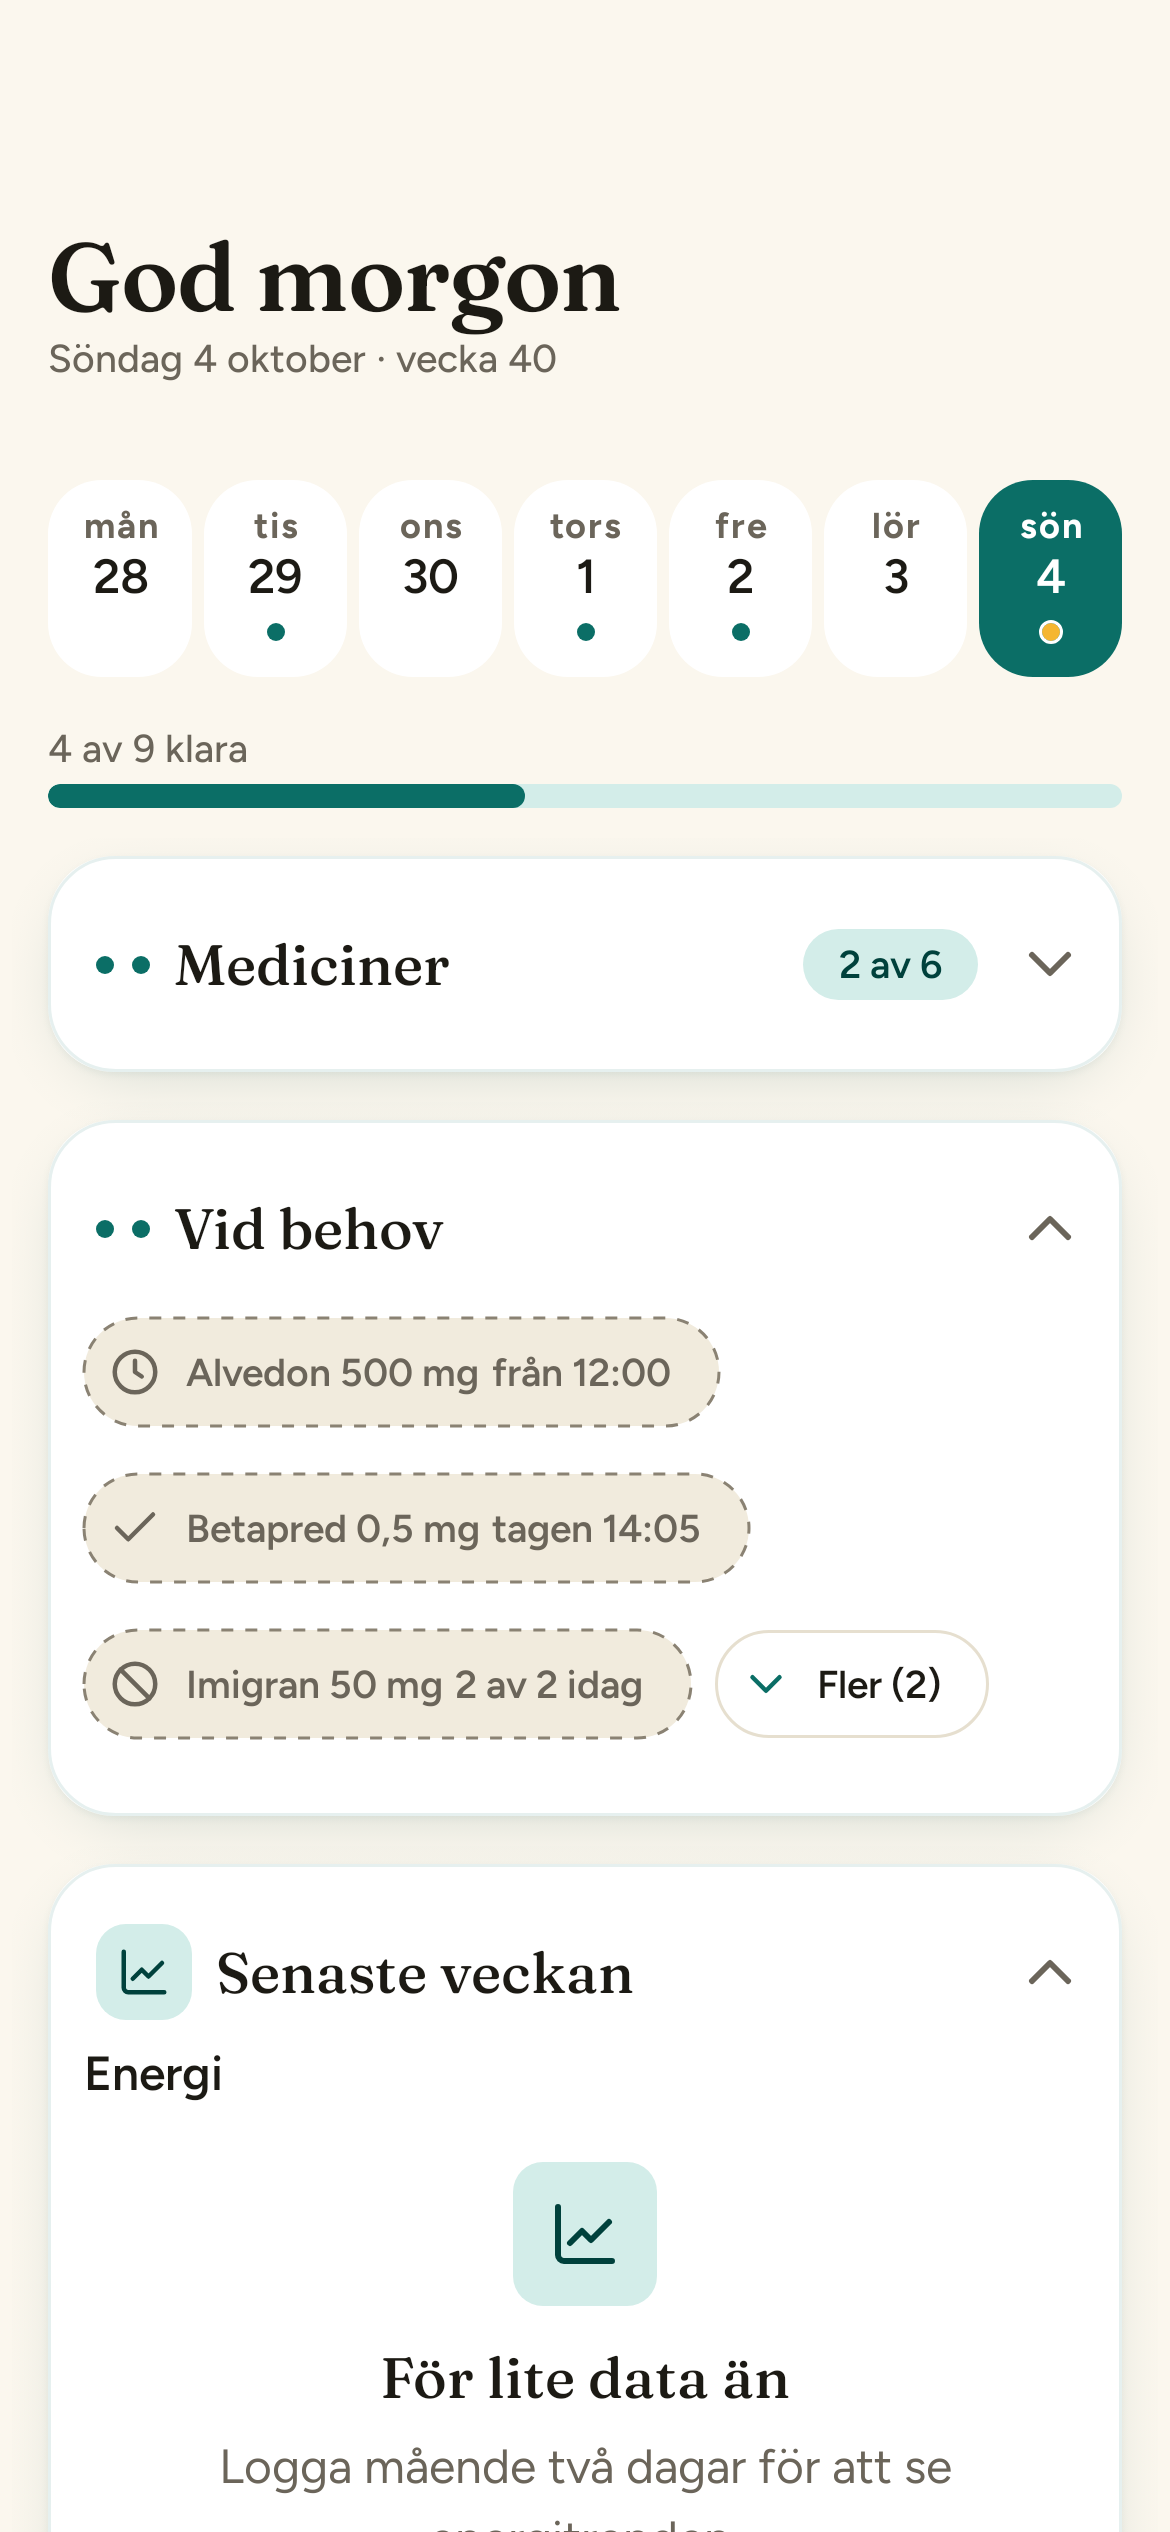 God morgon
Söndag 4 oktober · vecka 40
mån tis ons tors fre lör sön
28 29 30 1 2 3 4
4 av 9 klara
Mediciner 2 av 6
Vid behov
Alvedon 500 mg från 12:00
Betapred 0,5 mg tagen 14:05
Imigran 50 mg 2 av 2 idag Fler (2)
Senaste veckan
Energi
För lite data än
Logga mående två dagar för att se